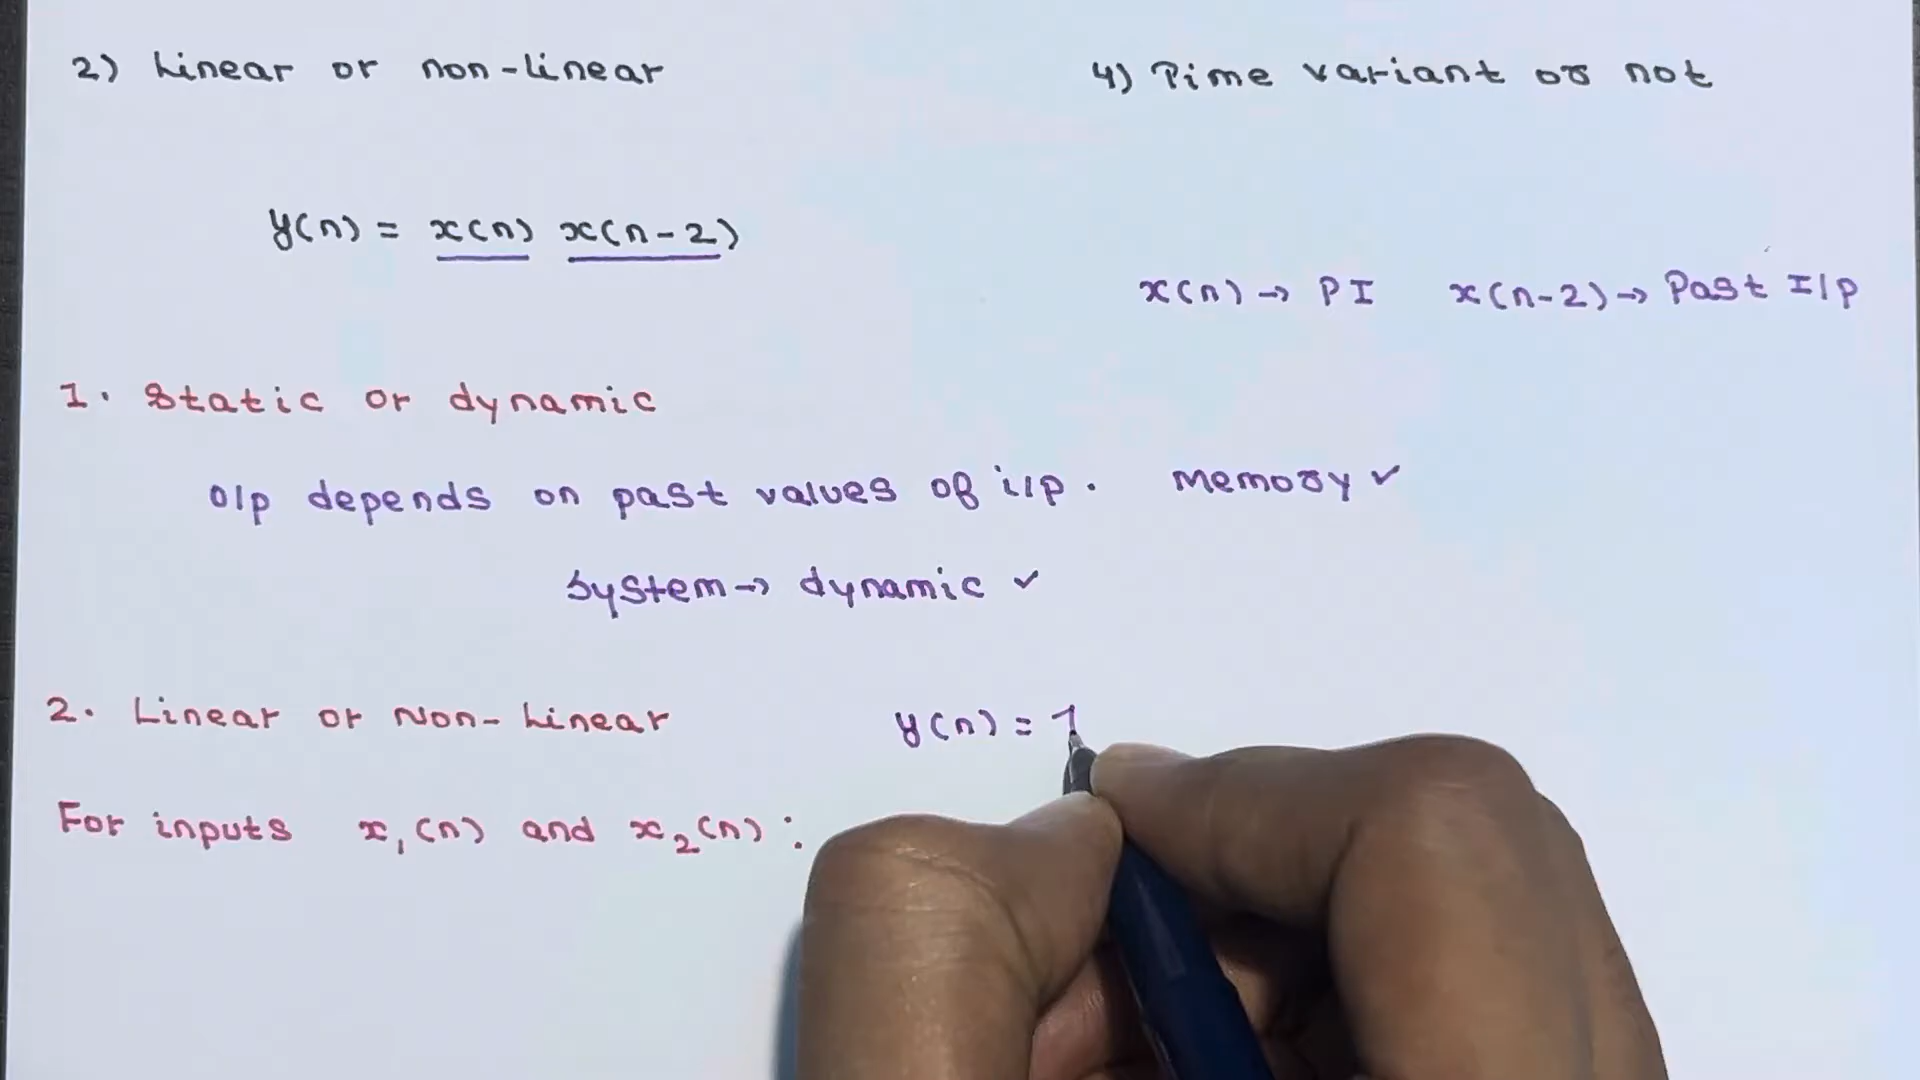 2) Linear or non-linear
4) Time variant or not
y(n) = x(n) x(n-2)
x(n) → PI x(n-2) → Past I/p
1. Static or dynamic
o/p depends on past values of i/p. Memory ✓
System → dynamic ✓
2. Linear or Non-Linear
y(n) =
For inputs x₁(n) and x₂(n) :